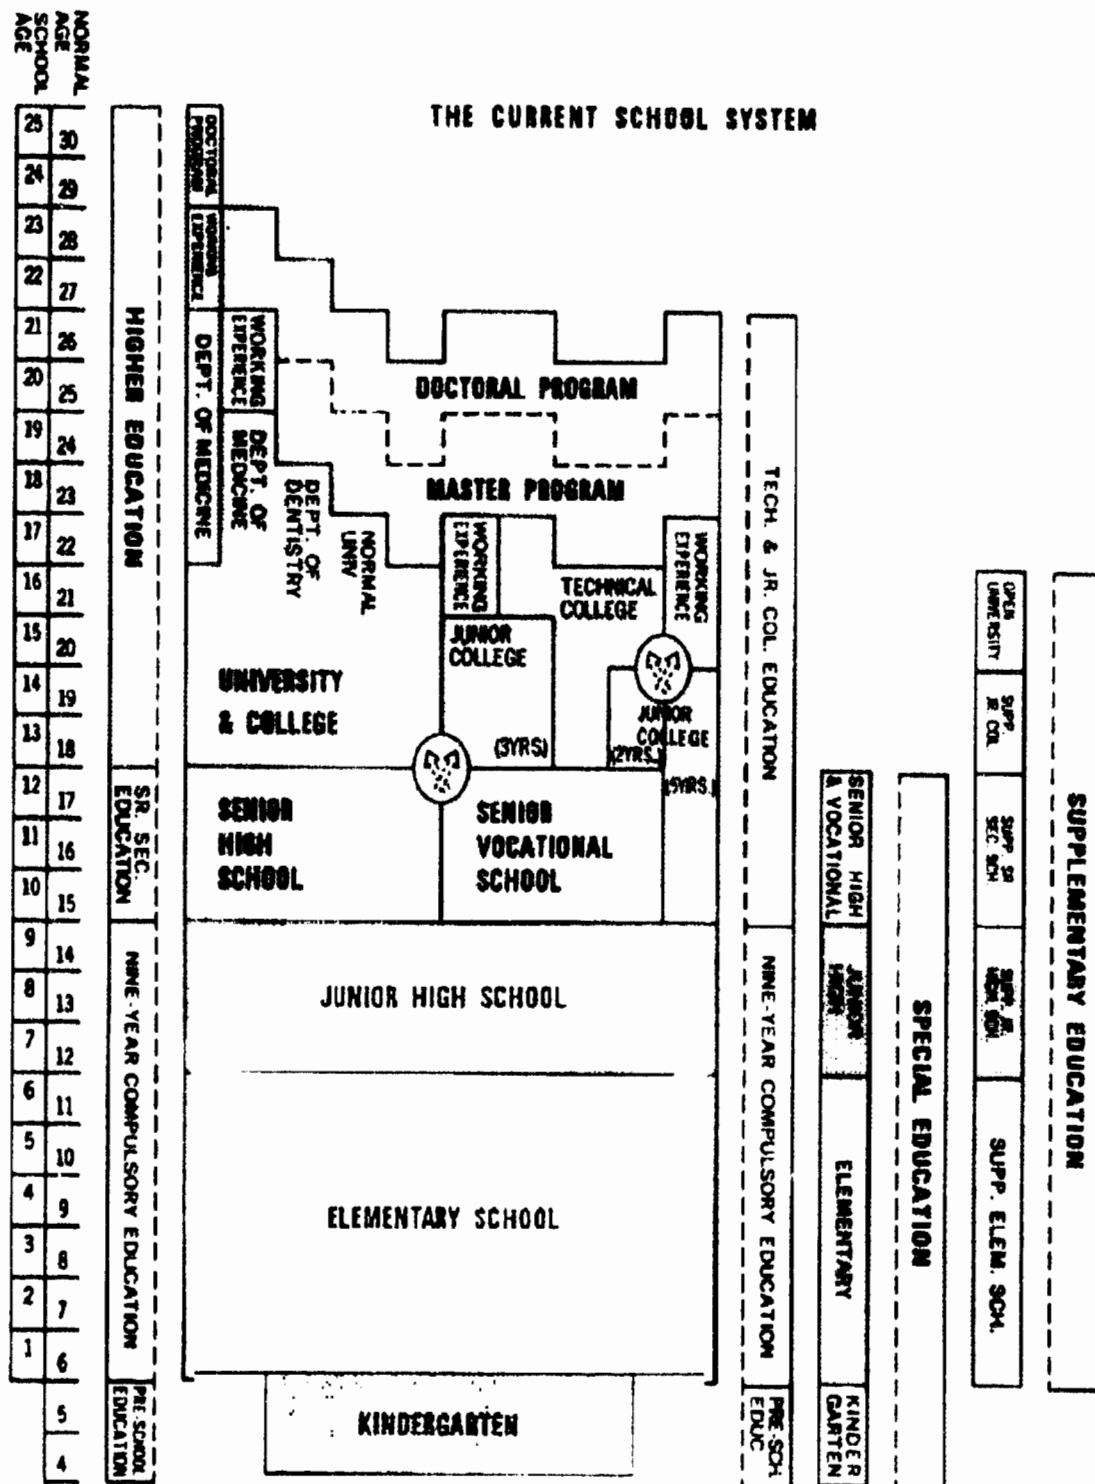 THE CURRENT SCHOOL SYSTEM
NORMAL
AGE
SCHOOL
AGE
25 30
24 29
23 28
22 27
21 26
20 25
19 24
18 23
17 22
16 21
15 20
14 19
13 18
12 17
11 16
10 15
9 14
8 13
7 12
6 11
5 10
4 9
3 8
2 7
1 6
5
4
HIGHER EDUCATION
SR. SEC.
EDUCATION
NINE-YEAR COMPULSORY EDUCATION
PRE-SCHOOL
EDUCATION
DOCTORAL
PROGRAM
WORKING
EXPERIENCE
DEPT. OF MEDICINE
WORKING
EXPERIENCE
DEPT. OF
MEDICINE
DEPT. OF
DENTISTRY
NORMAL
UNIV
DOCTORAL PROGRAM
MASTER PROGRAM
WORKING
EXPERIENCE
JUNIOR
COLLEGE
(3YRS)
TECHNICAL
COLLEGE
WORKING
EXPERIENCE
JUNIOR
COLLEGE
(2YRS.)
(5YRS.)
UNIVERSITY
& COLLEGE
SENIOR
HIGH
SCHOOL
SENIOR
VOCATIONAL
SCHOOL
JUNIOR HIGH SCHOOL
ELEMENTARY SCHOOL
KINDERGARTEN
TECH. & JR. COL. EDUCATION
NINE-YEAR COMPULSORY EDUCATION
PRE-SCH.
EDUC
SENIOR HIGH
& VOCATIONAL
JUNIOR
HIGH
ELEMENTARY
KINDER
GARTEN
SPECIAL EDUCATION
OPEN
UNIVERSITY
SUPP.
JR COL
SUPP. SR
SEC. SCH.
SUPP. JR.
SUPP. ELEM. SCH.
SUPPLEMENTARY EDUCATION